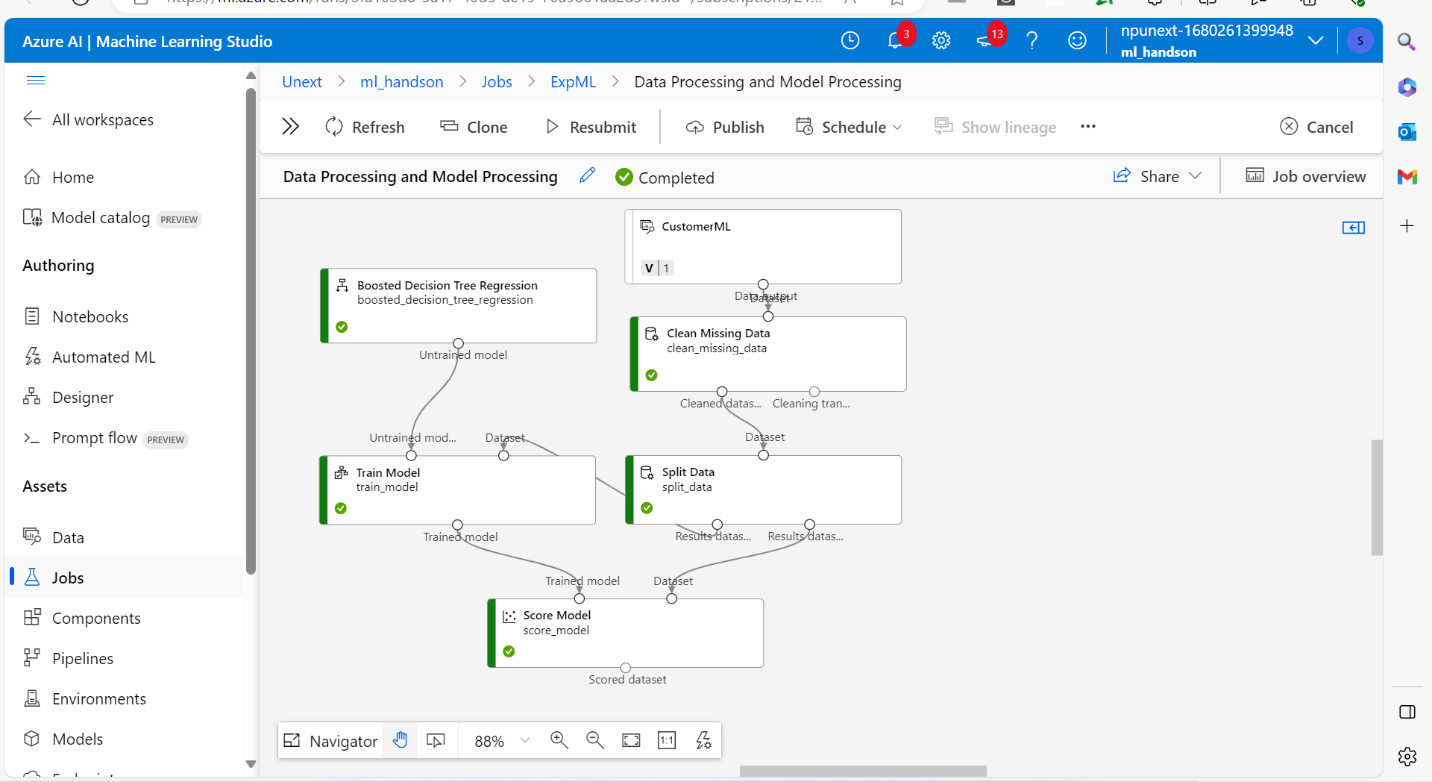 Azure AI | Machine Learning Studio
3
13
?
npunext-1680261399948
ml_handson
S
All workspaces
Home
Model catalog PREVIEW
Authoring
Notebooks
Automated ML
Designer
Prompt flow PREVIEW
Assets
Data
Jobs
Components
Pipelines
Environments
Models
Unext > ml_handson > Jobs > ExpML > Data Processing and Model Processing
Refresh
Clone
Resubmit
Publish
Schedule
Show lineage
Cancel
Data Processing and Model Processing
Completed
Share
Job overview
CustomerML
V | 1
Data output
Dataset
Boosted Decision Tree Regression
boosted_decision_tree_regression
Untrained model
Clean Missing Data
clean_missing_data
Cleaned datas...
Cleaning tran...
Untrained mod...
Dataset
Dataset
Train Model
train_model
Trained model
Split Data
split_data
Results datas...
Results datas...
Trained model
Dataset
Score Model
score_model
Scored dataset
Navigator
88%
1:1